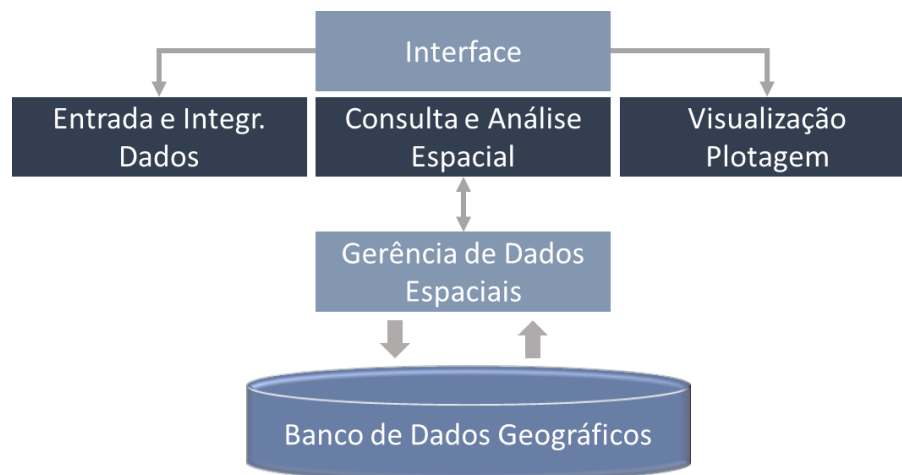 Interface
Entrada e Integr.
Dados
Consulta e Análise
Espacial
Visualização
Plotagem
Gerência de Dados
Espaciais
Banco de Dados Geográficos